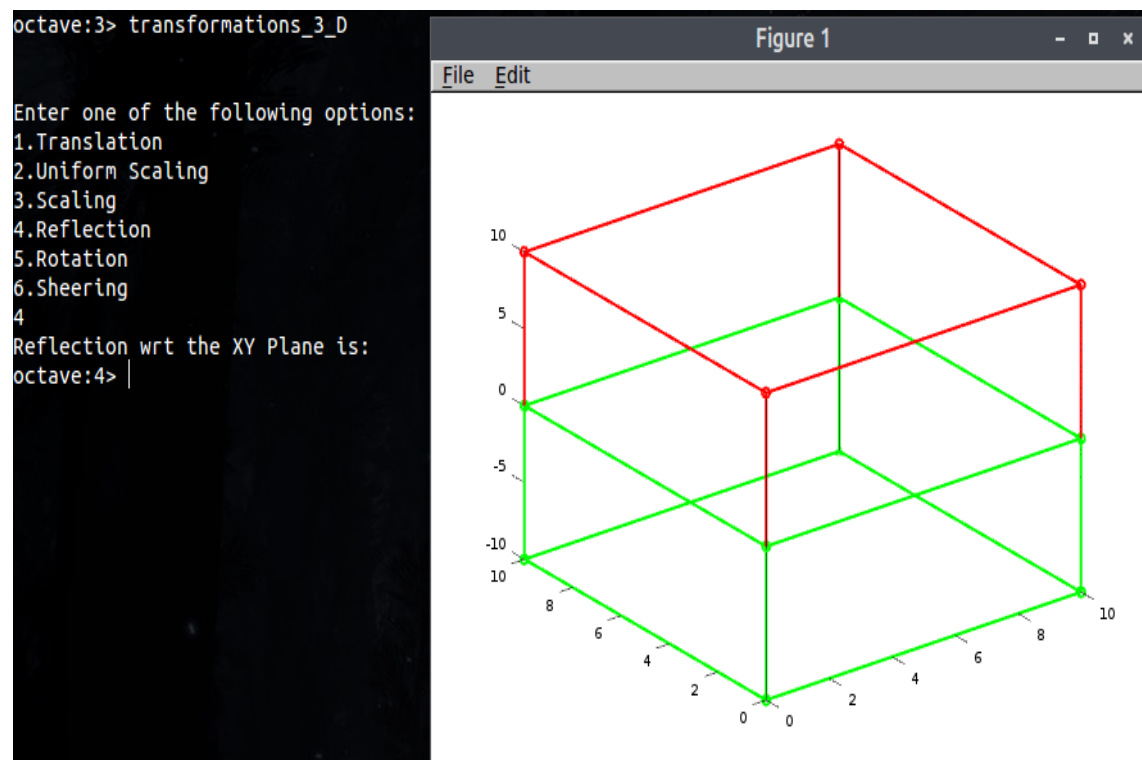 octave:3> transformations_3_D
Enter one of the following options:
1.Translation
2.Uniform Scaling
3.Scaling
4.Reflection
5.Rotation
6.Sheering
4
Reflection wrt the XY Plane is:
octave:4>
Figure 1
File Edit
10
5
0
-5
-10
10
8
6
4
2
0
0
2
4
6
8
10